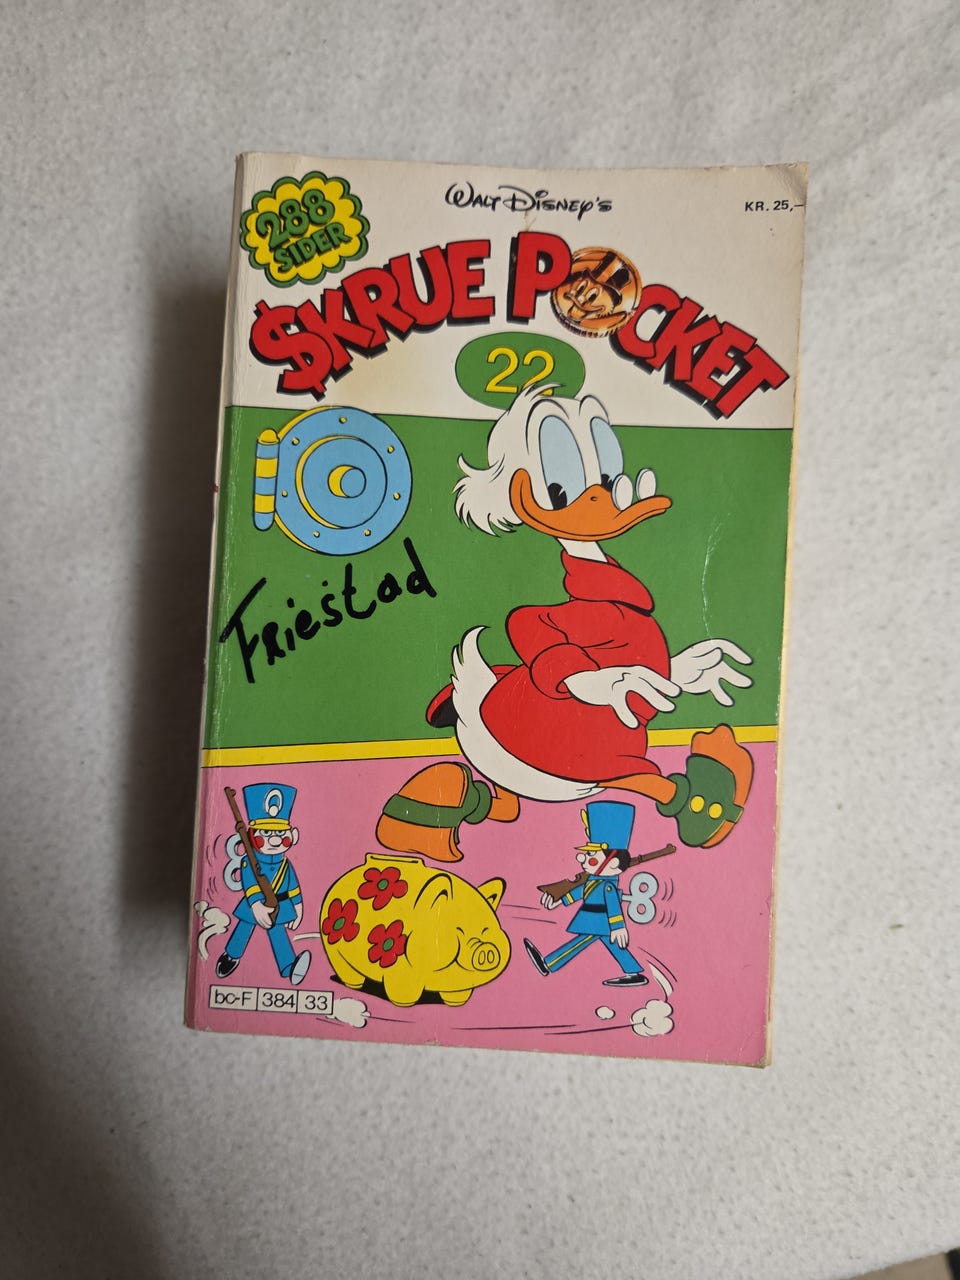 288
SIDER
WALT DISNEY'S
KR. 25,-
$KRUE POCKET
22
Friestad
bc-F 384 33